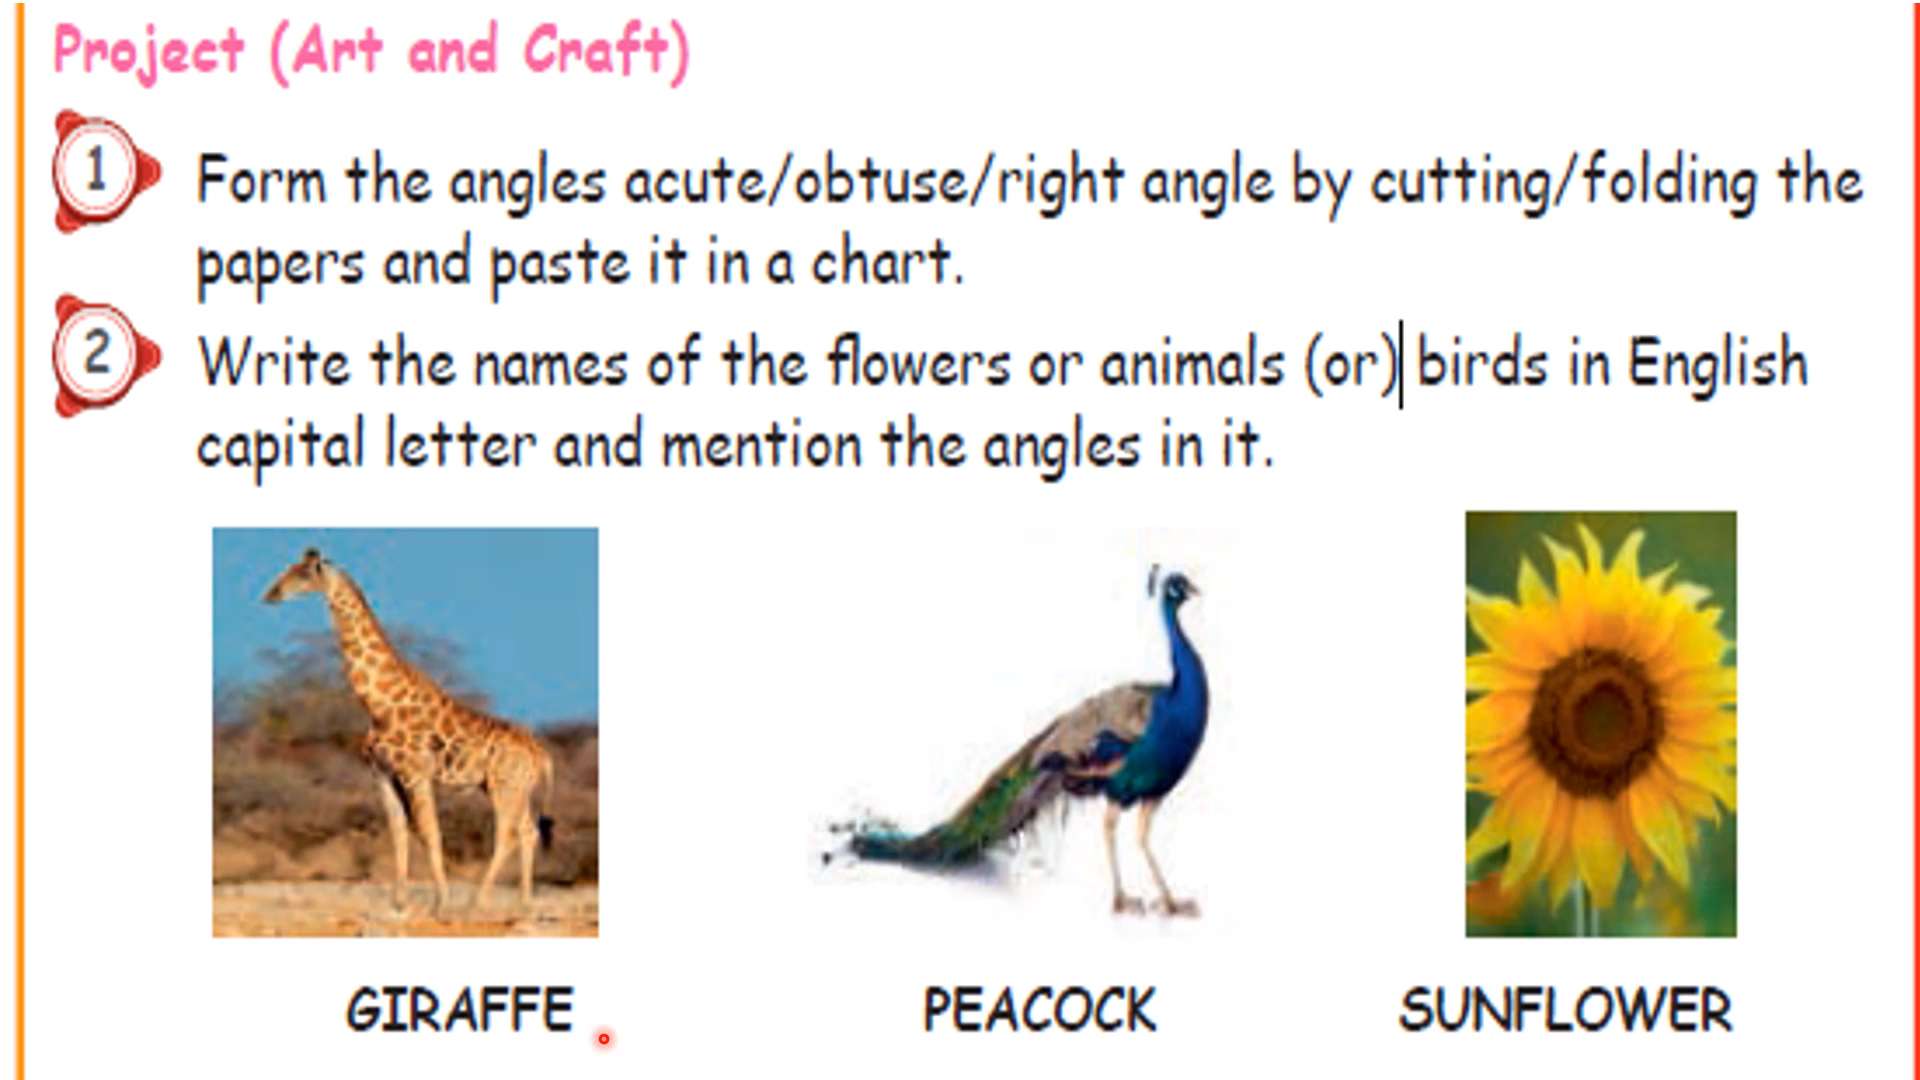 Project (Art and Craft)
1 Form the angles acute/obtuse/right angle by cutting/folding the
papers and paste it in a chart.
2 Write the names of the flowers or animals (or) birds in English
capital letter and mention the angles in it.
GIRAFFE PEACOCK SUNFLOWER